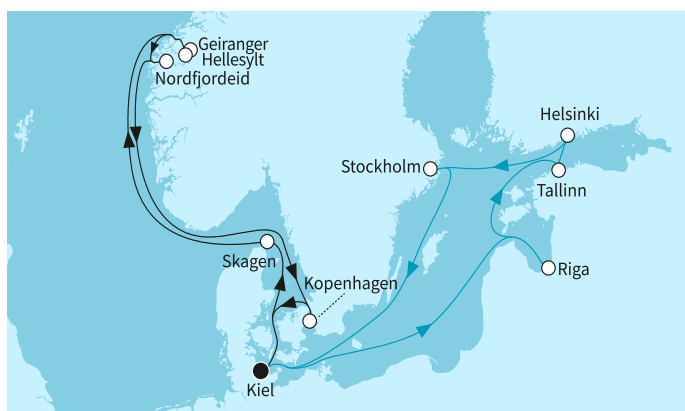 Geiranger
Hellesylt
Nordfjordeid
Helsinki
Stockholm
Tallinn
Skagen
Riga
Kopenhagen
Kiel